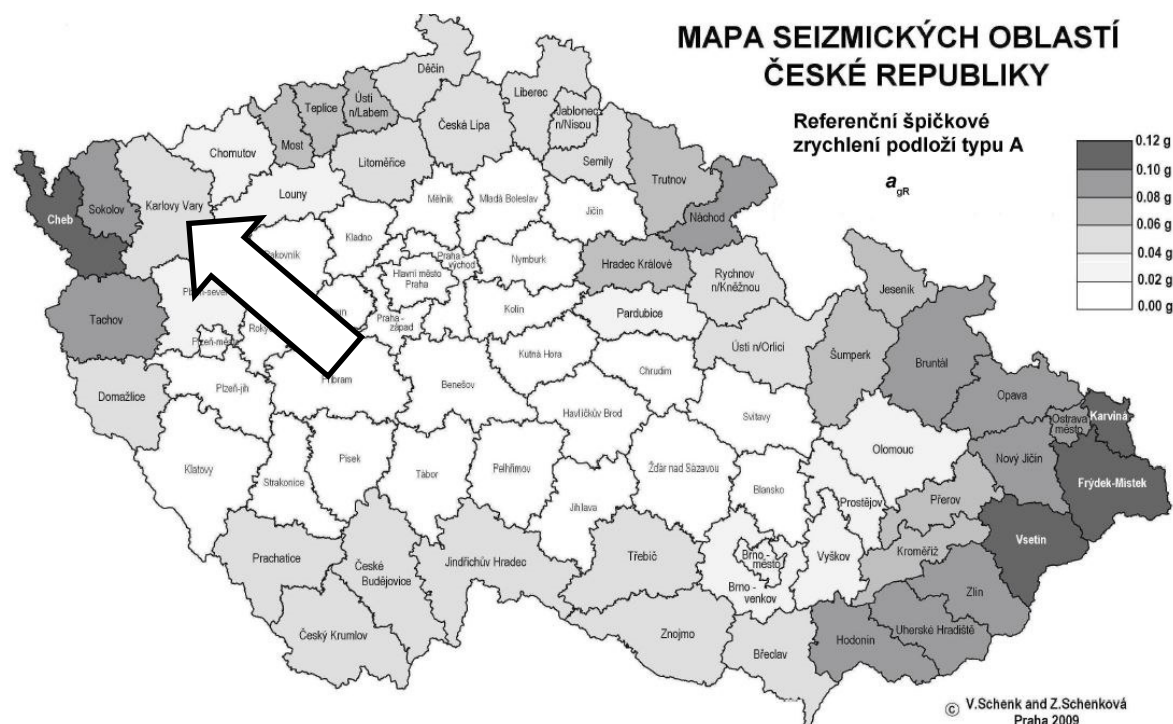 MAPA SEIZMICKÝCH OBLASTÍ
ČESKÉ REPUBLIKY
Referenční špičkové
zrychlení podloží typu A
a_gR
0.12 g
0.10 g
0.08 g
0.06 g
0.04 g
0.02 g
0.00 g
Děčín
Ústí
n/Labem
Teplice
Most
Liberec
Jablonec
n/Nisou
Česká Lípa
Chomutov
Litoměřice
Semily
Trutnov
Louny
Cheb
Sokolov
Karlovy Vary
Mělník
Mladá Boleslav
Jičín
Náchod
Kladno
Praha
východ
Nymburk
Hradec Králové
Rychnov
n/Kněžnou
Hlavní město
Praha
Jeseník
Tachov
Kolín
Pardubice
Praha -
západ
Ústí n/Orlicí
Šumperk
Bruntál
Kutná Hora
Chrudim
Domažlice
Plzeň-jih
Benešov
Opava
Ostrava
město
Karviná
Havlíčkův Brod
Svitavy
Olomouc
Nový Jičín
Frýdek-Místek
Klatovy
Strakonice
Písek
Tábor
Pelhřimov
Žďár nad Sázavou
Blansko
Prostějov
Přerov
Jihlava
Vsetín
Prachatice
České
Budějovice
Jindřichův Hradec
Třebíč
Brno -
město
Vyškov
Kroměříž
Brno -
venkov
Zlín
Český Krumlov
Znojmo
Břeclav
Hodonín
Uherské Hradiště
© V.Schenk and Z.Schenková
Praha 2009